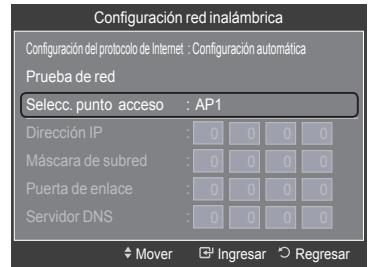 Configuración red inalámbrica
Configuración del protocolo de Internet : Configuración automática
Prueba de red
Selecc. punto acceso : AP1
Dirección IP : 0 0 0 0
Máscara de subred : 0 0 0 0
Puerta de enlace : 0 0 0 0
Servidor DNS : 0 0 0 0
Mover Ingresar Regresar